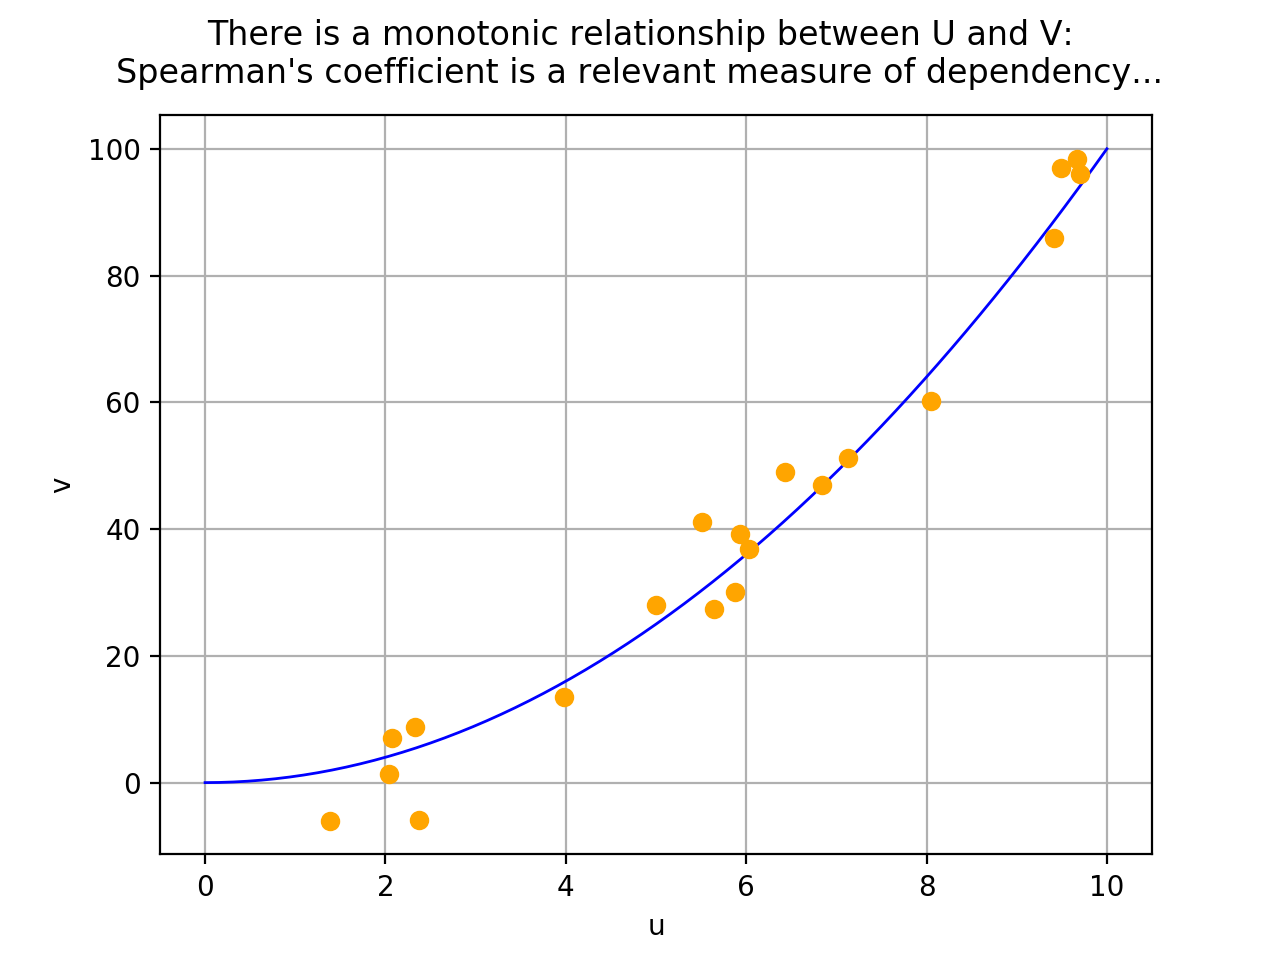 There is a monotonic relationship between U and V:
Spearman's coefficient is a relevant measure of dependency...
100
80
60
40
20
0
v
0 2 4 6 8 10
u